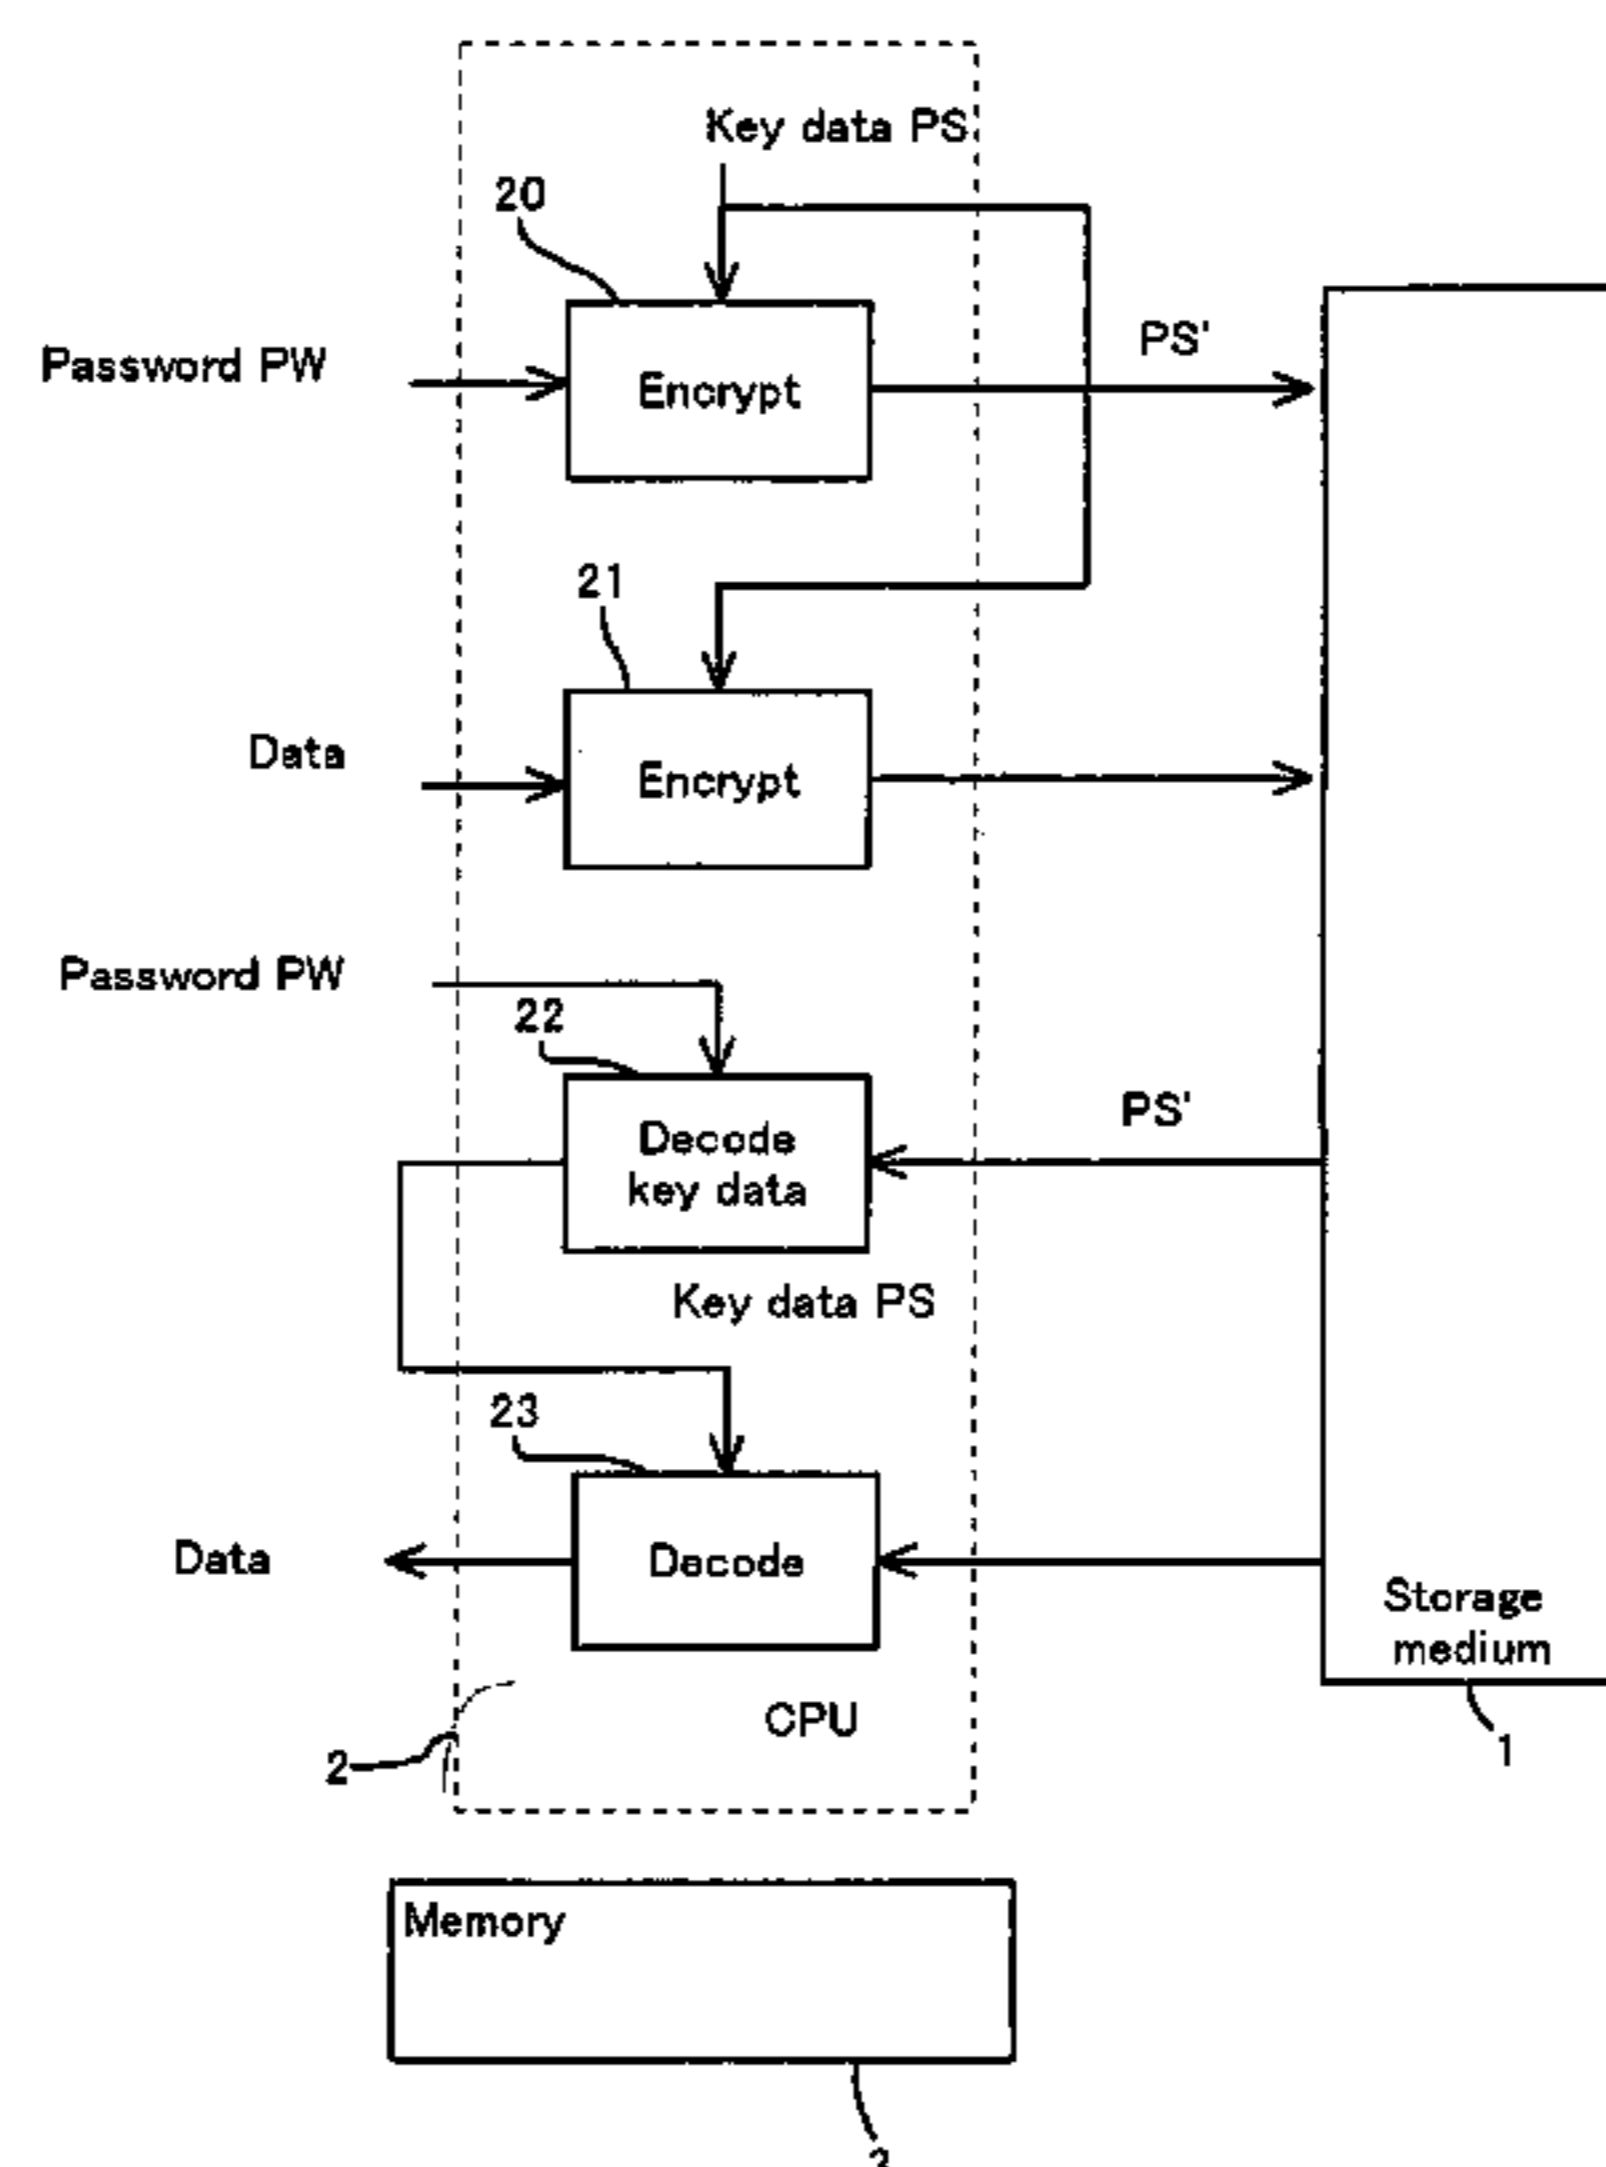 Key data PS
20
Password PW
Encrypt
PS'
21
Data
Encrypt
Password PW
22
Decode
key data
PS'
Key data PS
23
Data
Decode
Storage
medium
CPU
2
1
Memory